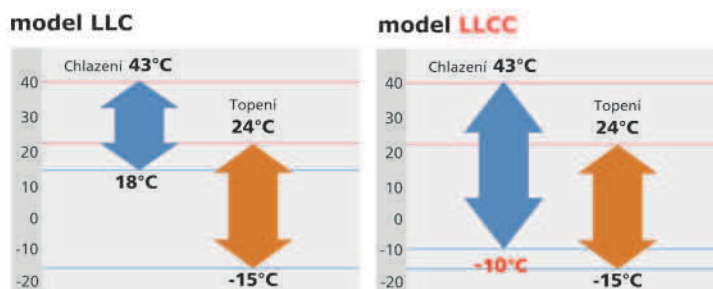 model LLC
Chlazení 43°C
Topení
24°C
18°C
-15°C
40
30
20
10
0
-10
-20
model LLCC
Chlazení 43°C
Topení
24°C
-10°C
-15°C
40
30
20
10
0
-10
-20